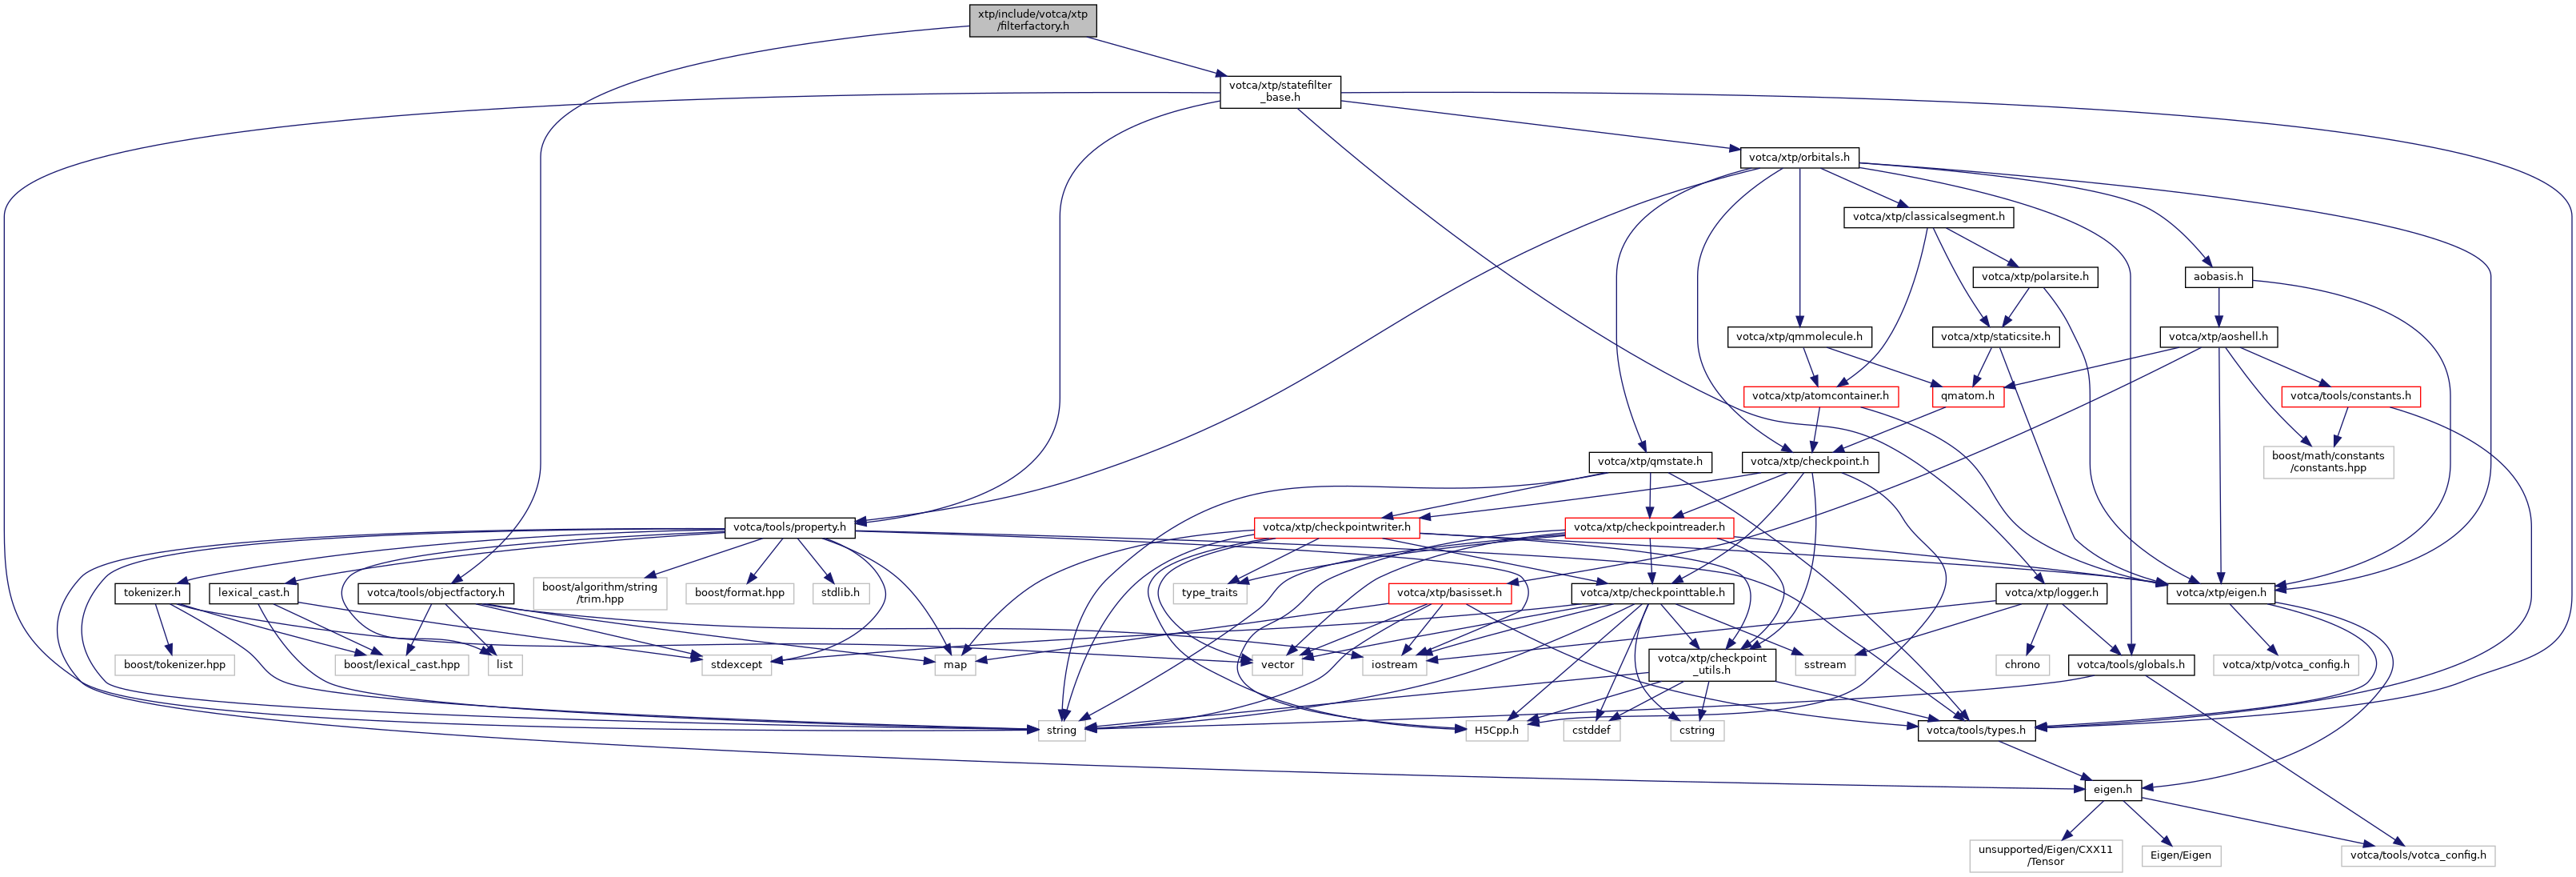 xtp/include/votca/xtp
/filterfactory.h
votca/xtp/statefilter
_base.h
votca/xtp/orbitals.h
votca/xtp/classicalsegment.h
votca/xtp/polarsite.h
aobasis.h
votca/xtp/qmmolecule.h
votca/xtp/staticsite.h
votca/xtp/aoshell.h
votca/xtp/atomcontainer.h
qmatom.h
votca/tools/constants.h
votca/xtp/qmstate.h
votca/xtp/checkpoint.h
boost/math/constants
/constants.hpp
votca/tools/property.h
votca/xtp/checkpointwriter.h
votca/xtp/checkpointreader.h
tokenizer.h
lexical_cast.h
votca/tools/objectfactory.h
boost/algorithm/string
/trim.hpp
boost/format.hpp
stdlib.h
type_traits
votca/xtp/basisset.h
votca/xtp/checkpointtable.h
votca/xtp/logger.h
votca/xtp/eigen.h
boost/tokenizer.hpp
boost/lexical_cast.hpp
list
stdexcept
map
vector
iostream
votca/xtp/checkpoint
_utils.h
sstream
chrono
votca/tools/globals.h
votca/xtp/votca_config.h
string
H5Cpp.h
cstddef
cstring
votca/tools/types.h
eigen.h
unsupported/Eigen/CXX11
/Tensor
Eigen/Eigen
votca/tools/votca_config.h